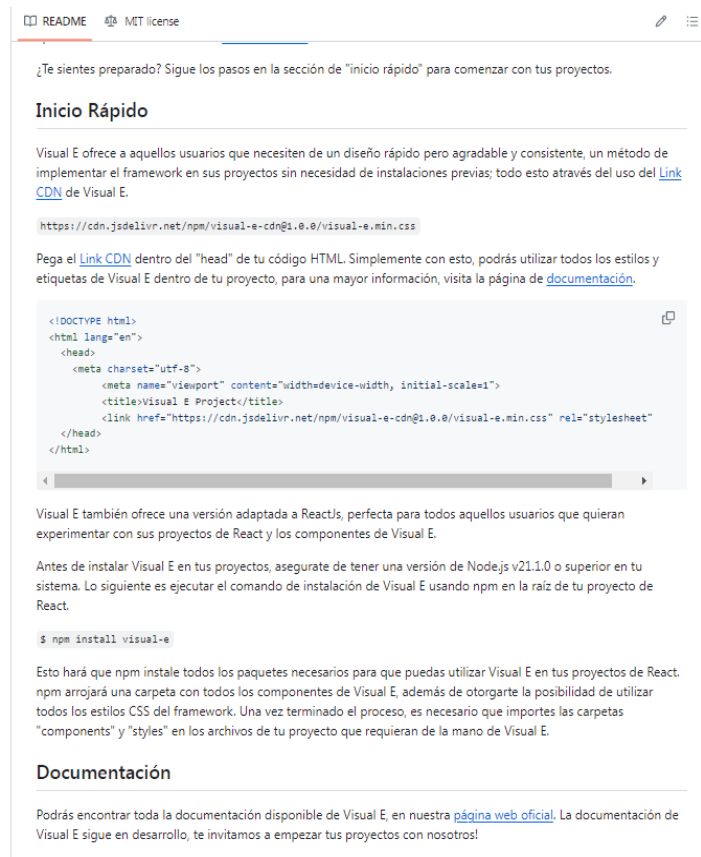 README MIT license
¿Te sientes preparado? Sigue los pasos en la sección de "inicio rápido" para comenzar con tus proyectos.
Inicio Rápido
Visual E ofrece a aquellos usuarios que necesiten de un diseño rápido pero agradable y consistente, un método de
implementar el framework en sus proyectos sin necesidad de instalaciones previas; todo esto através del uso del Link
CDN de Visual E.
https://cdn.jsdelivr.net/npm/visual-e-cdn@1.0.0/visual-e.min.css
Pega el Link CDN dentro del "head" de tu código HTML. Simplemente con esto, podrás utilizar todos los estilos y
etiquetas de Visual E dentro de tu proyecto, para una mayor información, visita la página de documentación.
<!DOCTYPE html>
<html lang="en">
<head>
<meta charset="utf-8">
<meta name="viewport" content="width=device-width, initial-scale=1">
<title>Visual E Project</title>
<link href="https://cdn.jsdelivr.net/npm/visual-e-cdn@1.0.0/visual-e.min.css" rel="stylesheet"
</head>
</html>
Visual E también ofrece una versión adaptada a ReactJs, perfecta para todos aquellos usuarios que quieran
experimentar con sus proyectos de React y los componentes de Visual E.
Antes de instalar Visual E en tus proyectos, asegurate de tener una versión de Node.js v21.1.0 o superior en tu
sistema. Lo siguiente es ejecutar el comando de instalación de Visual E usando npm en la raíz de tu proyecto de
React.
$ npm install visual-e
Esto hará que npm instale todos los paquetes necesarios para que puedas utilizar Visual E en tus proyectos de React.
npm arrojará una carpeta con todos los componentes de Visual E, además de otorgarte la posibilidad de utilizar
todos los estilos CSS del framework. Una vez terminado el proceso, es necesario que importes las carpetas
"components" y "styles" en los archivos de tu proyecto que requieran de la mano de Visual E.
Documentación
Podrás encontrar toda la documentación disponible de Visual E, en nuestra página web oficial. La documentación de
Visual E sigue en desarrollo, te invitamos a empezar tus proyectos con nosotros!